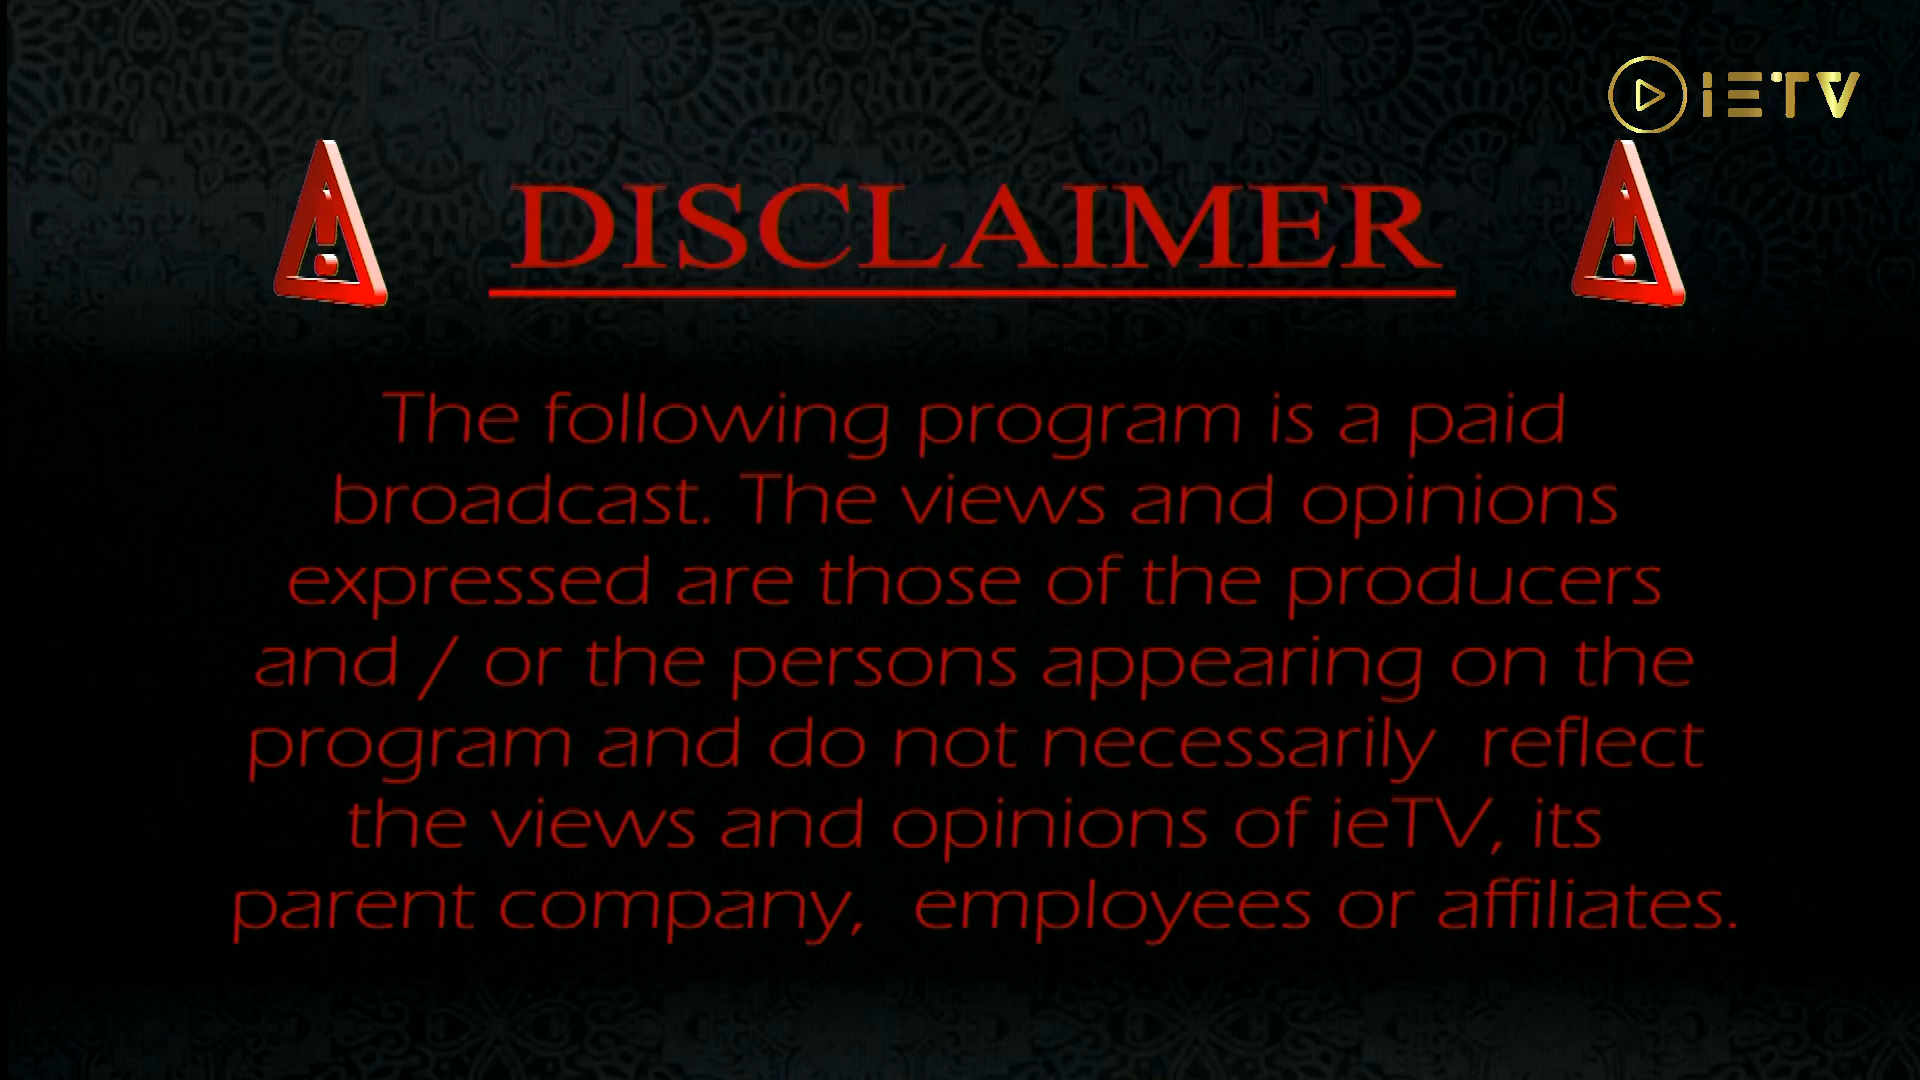 iETV
DISCLAIMER
The following program is a paid
broadcast. The views and opinions
expressed are those of the producers
and / or the persons appearing on the
program and do not necessarily reflect
the views and opinions of ieTV, its
parent company, employees or affiliates.